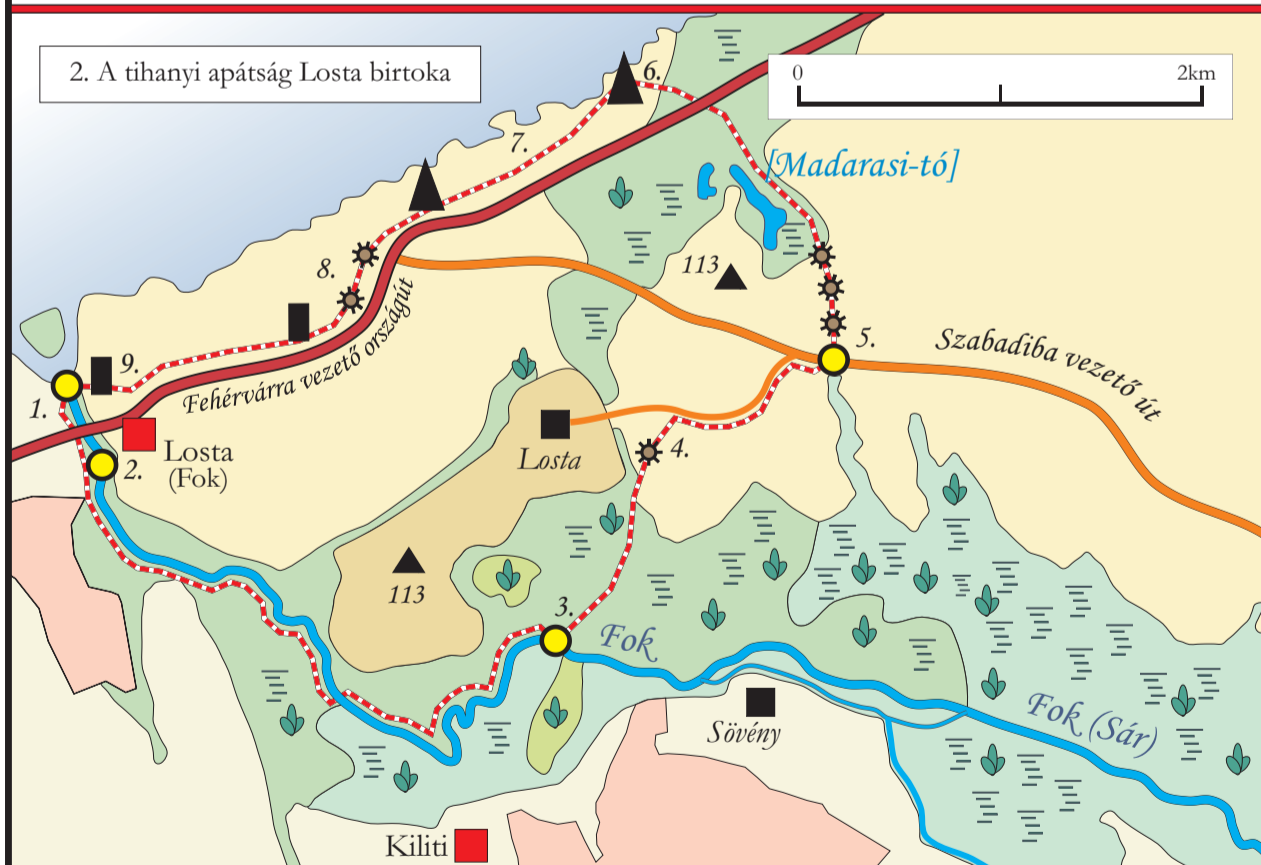 2. A tihanyi apátság Losta birtoka
0
2km
6.
7.
[Madarasi-tó]
8.
113
5.
Szabadiba vezető út
9.
Fehérvárra vezető országút
1.
Losta
(Fok)
2.
Losta
4.
113
3.
Fok
Sövény
Fok (Sár)
Kiliti